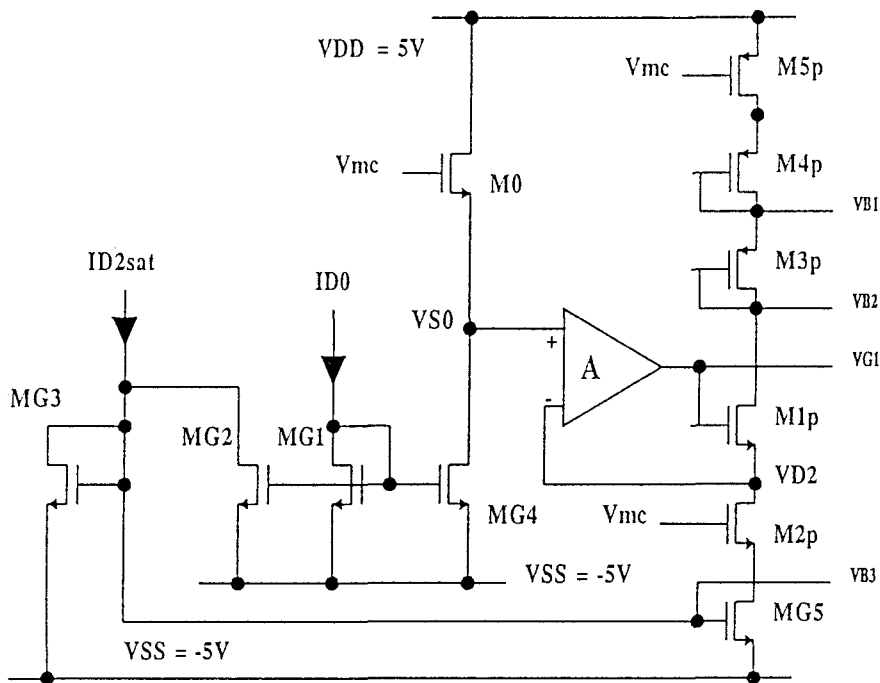 VDD = 5V
Vmc
M5p
Vmc
M0
M4p
VB1
ID2sat
ID0
M3p
VS0
VB2
+
A
-
VG1
MG3
MG2
MG1
M1p
VD2
MG4
Vmc
M2p
VSS = -5V
VB3
MG5
VSS = -5V